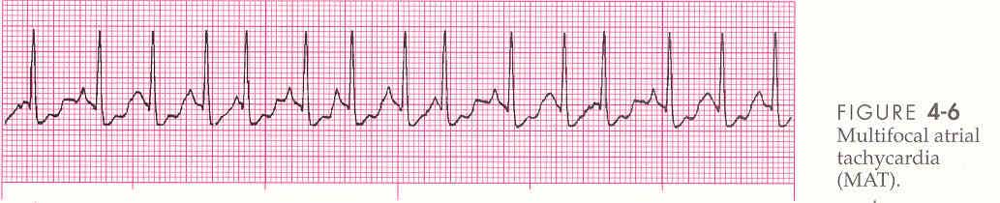 FIGURE 4-6
Multifocal atrial
tachycardia
(MAT).